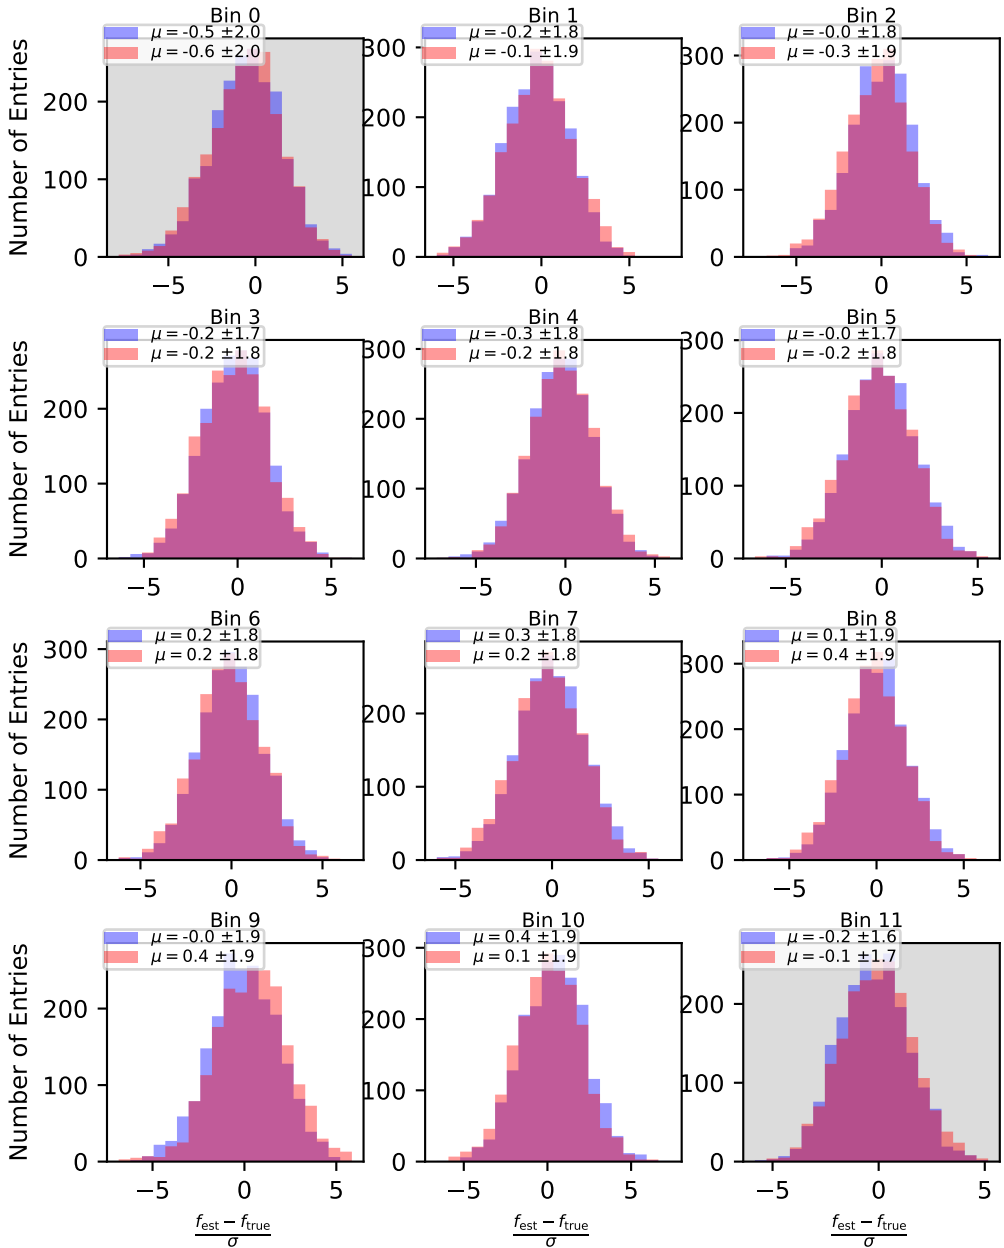 Bin 0
μ = -0.5 ±2.0
μ = -0.6 ±2.0
Number of Entries
200
100
0
−5
0
5
Bin 1
μ = -0.2 ±1.8
μ = -0.1 ±1.9
300
200
100
0
−5
0
5
Bin 2
μ = -0.0 ±1.8
μ = -0.3 ±1.9
300
200
100
0
−5
0
5
Bin 3
μ = -0.2 ±1.7
μ = -0.2 ±1.8
Number of Entries
200
100
0
−5
0
5
Bin 4
μ = -0.3 ±1.8
μ = -0.2 ±1.8
300
200
100
0
−5
0
5
Bin 5
μ = -0.0 ±1.7
μ = -0.2 ±1.8
300
200
100
0
−5
0
5
Bin 6
μ = 0.2 ±1.8
μ = 0.2 ±1.8
Number of Entries
300
200
100
0
−5
0
5
Bin 7
μ = 0.3 ±1.8
μ = 0.2 ±1.8
200
100
0
−5
0
5
Bin 8
μ = 0.1 ±1.9
μ = 0.4 ±1.9
300
200
100
0
−5
0
5
Bin 9
μ = -0.0 ±1.9
μ = 0.4 ±1.9
Number of Entries
200
100
0
−5
0
5
f_est − f_true
σ
Bin 10
μ = 0.4 ±1.9
μ = 0.1 ±1.9
300
200
100
0
−5
0
5
f_est − f_true
σ
Bin 11
μ = -0.2 ±1.6
μ = -0.1 ±1.7
200
100
0
−5
0
5
f_est − f_true
σ